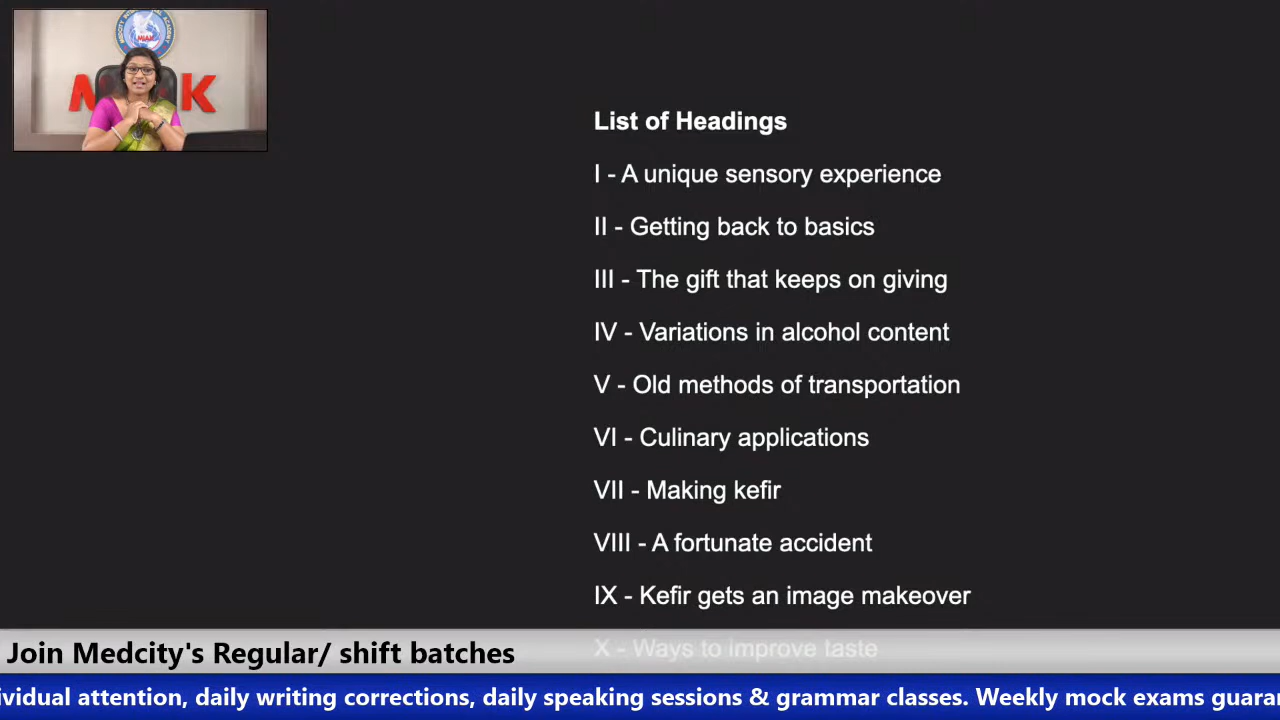 MIAK
M K
List of Headings
I - A unique sensory experience
II - Getting back to basics
III - The gift that keeps on giving
IV - Variations in alcohol content
V - Old methods of transportation
VI - Culinary applications
VII - Making kefir
VIII - A fortunate accident
IX - Kefir gets an image makeover
X - Ways to improve taste
Join Medcity's Regular/ shift batches
attention, daily writing corrections, daily speaking sessions & grammar classes. Weekly mock exams